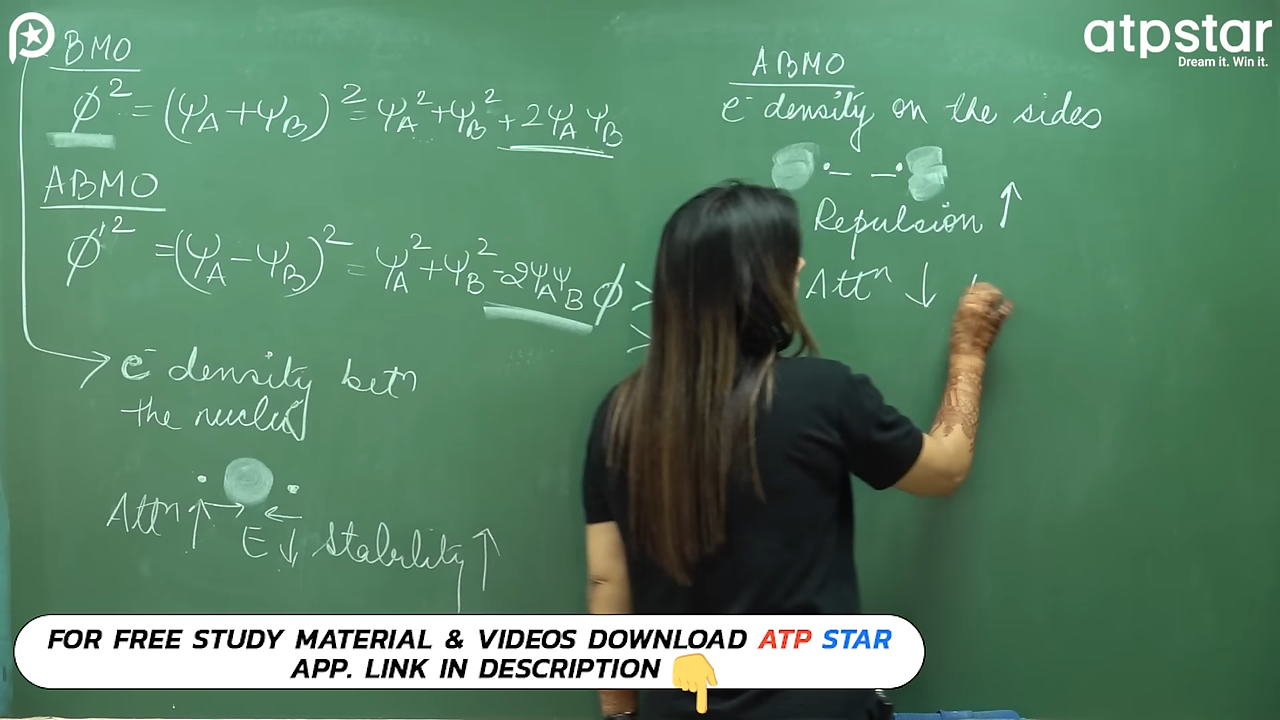 BMO
ϕ² = (ψA + ψB)² = ψA² + ψB² + 2ψA ψB
ABMO
ϕ'² = (ψA − ψB)² = ψA² + ψB² − 2ψAψB
ϕ >
>
e⁻ density betⁿ
the nuclei
Attⁿ ↑ → ← E ↓ Stability ↑
atpstar
Dream it. Win it.
ABMO
e⁻ density on the sides
Repulsion ↑
Attⁿ ↓
FOR FREE STUDY MATERIAL & VIDEOS DOWNLOAD ATP STAR
APP. LINK IN DESCRIPTION